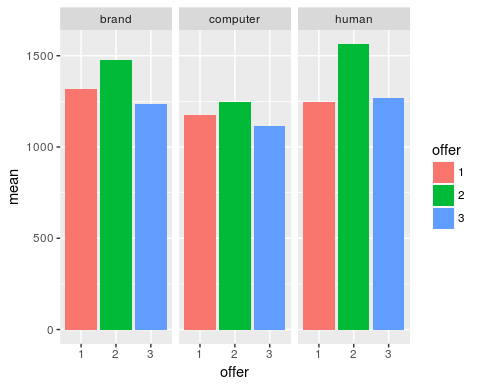 brand computer human
1500
1000
500
0
mean
1 2 3 1 2 3 1 2 3
offer
offer
1
2
3